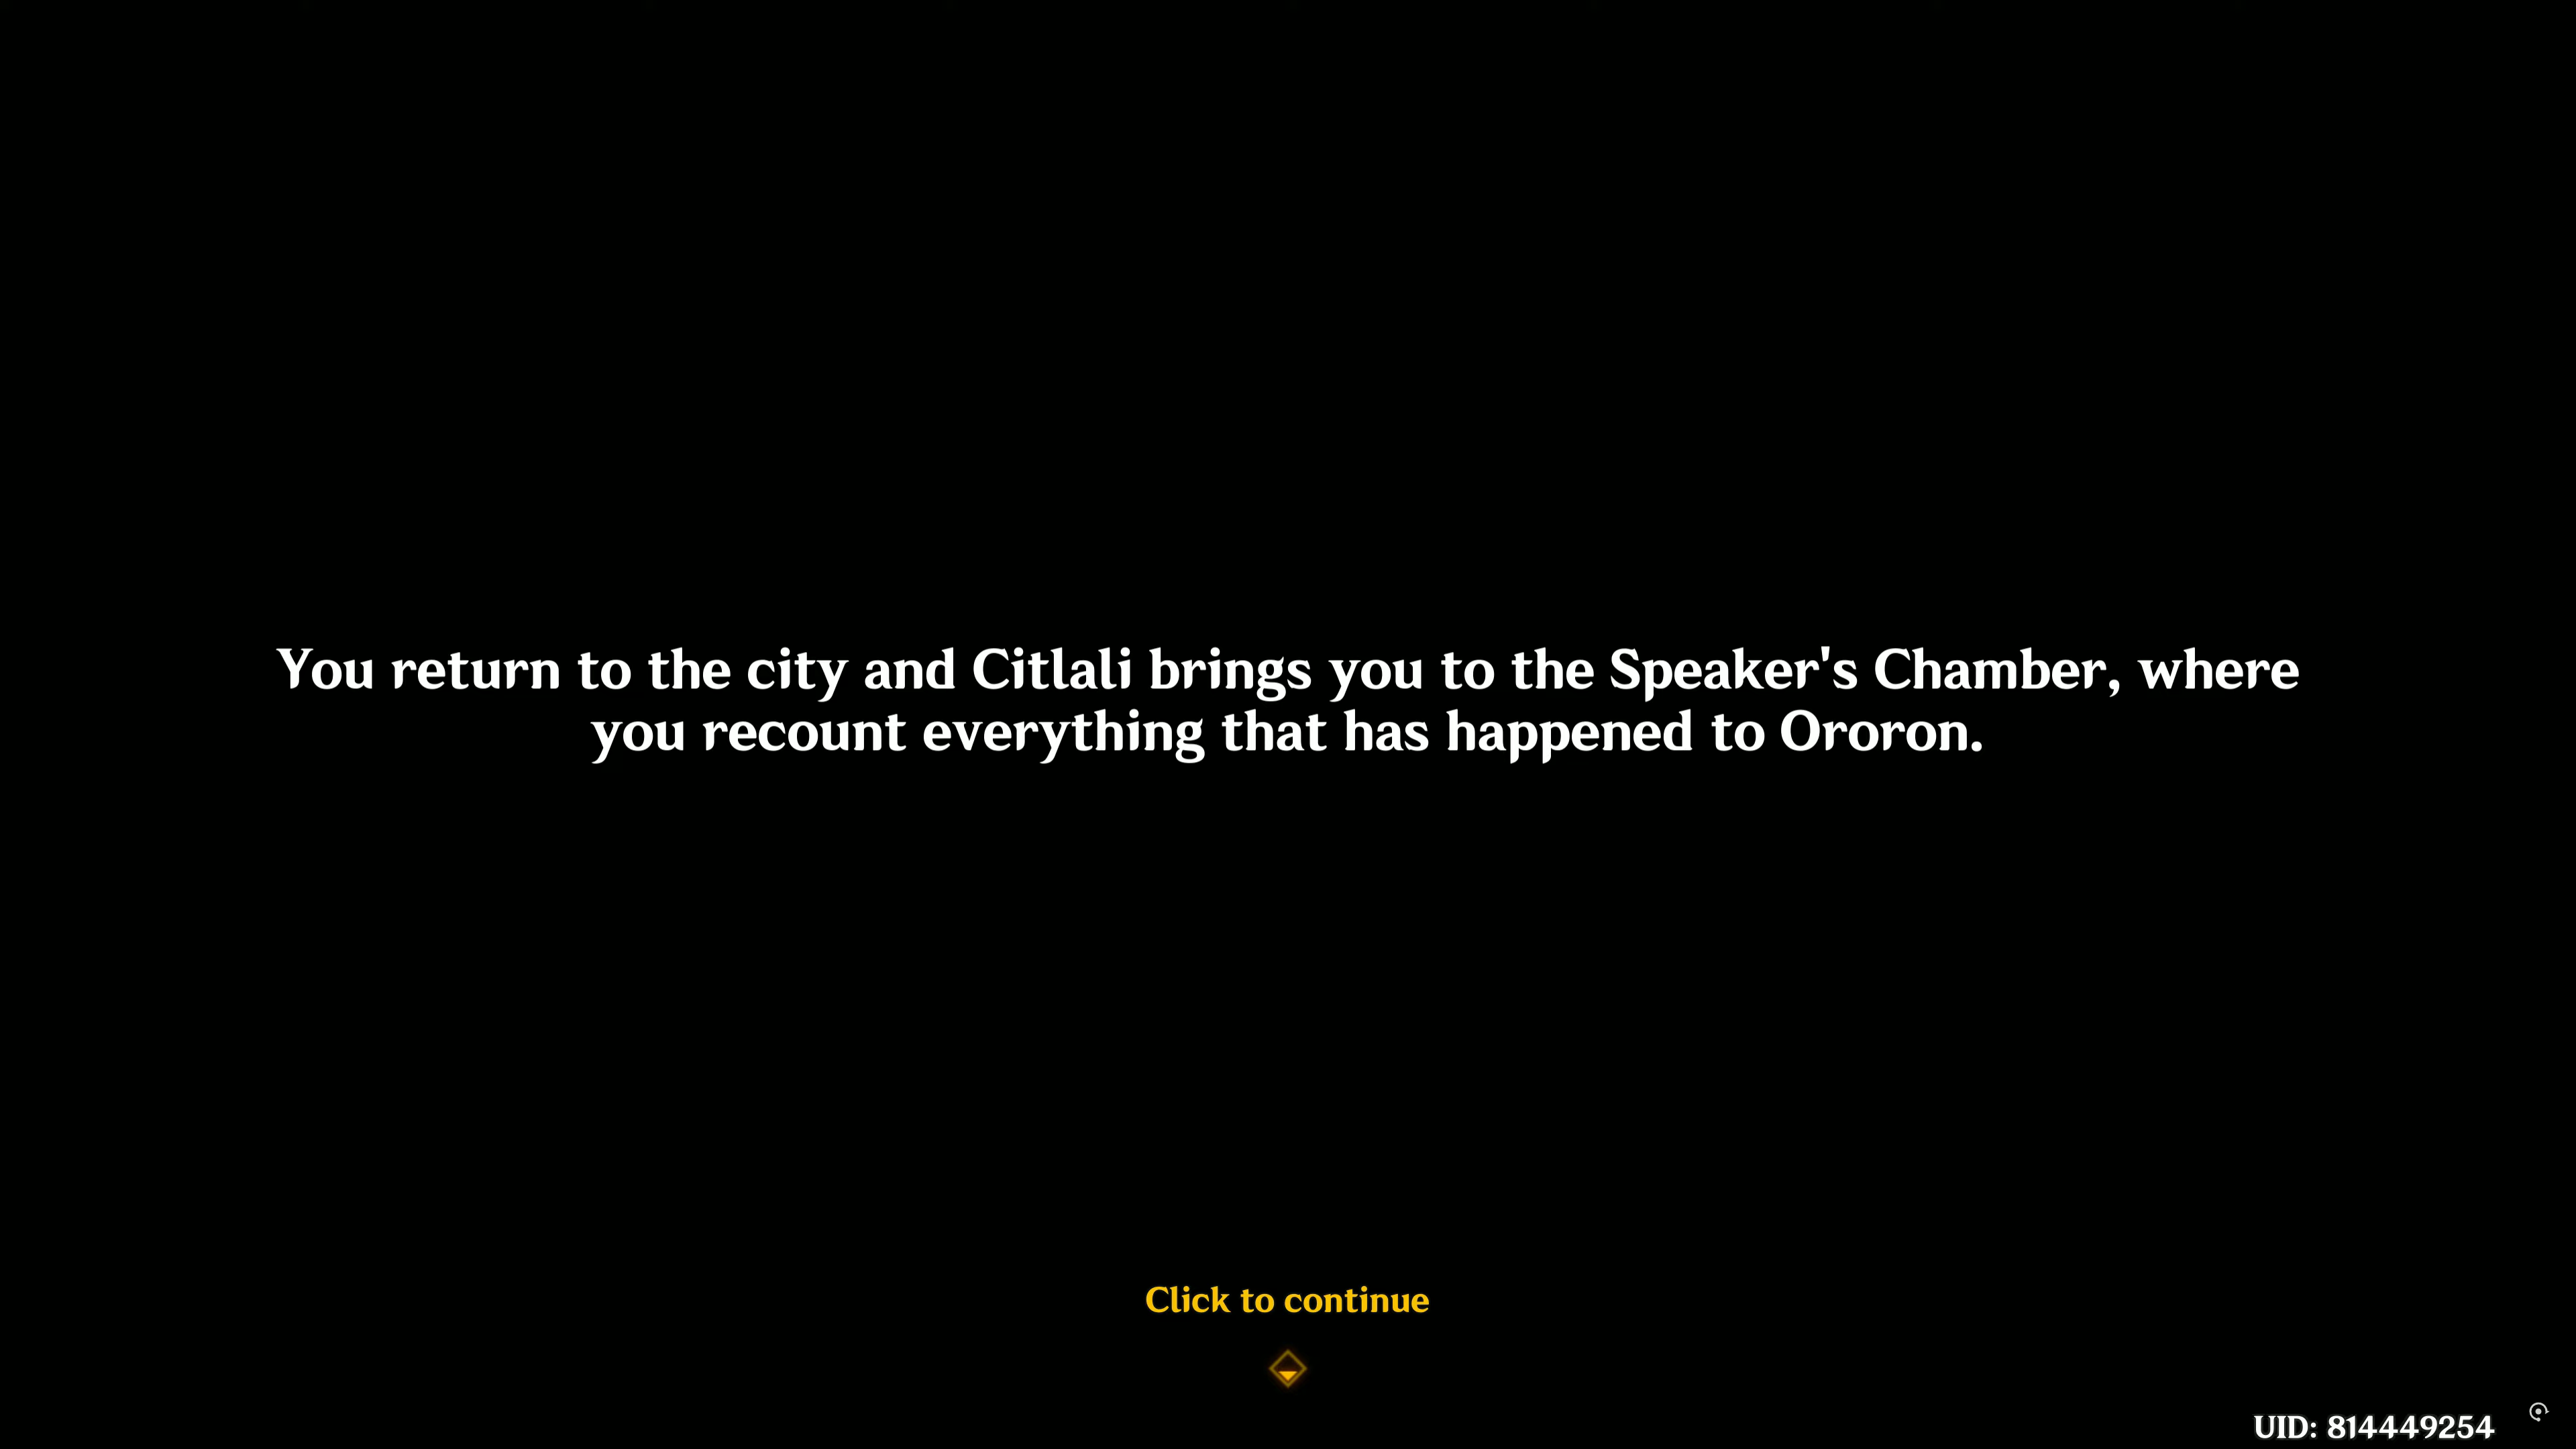 You return to the city and Citlali brings you to the Speaker's Chamber, where
you recount everything that has happened to Ororon.
Click to continue
UID: 814449254